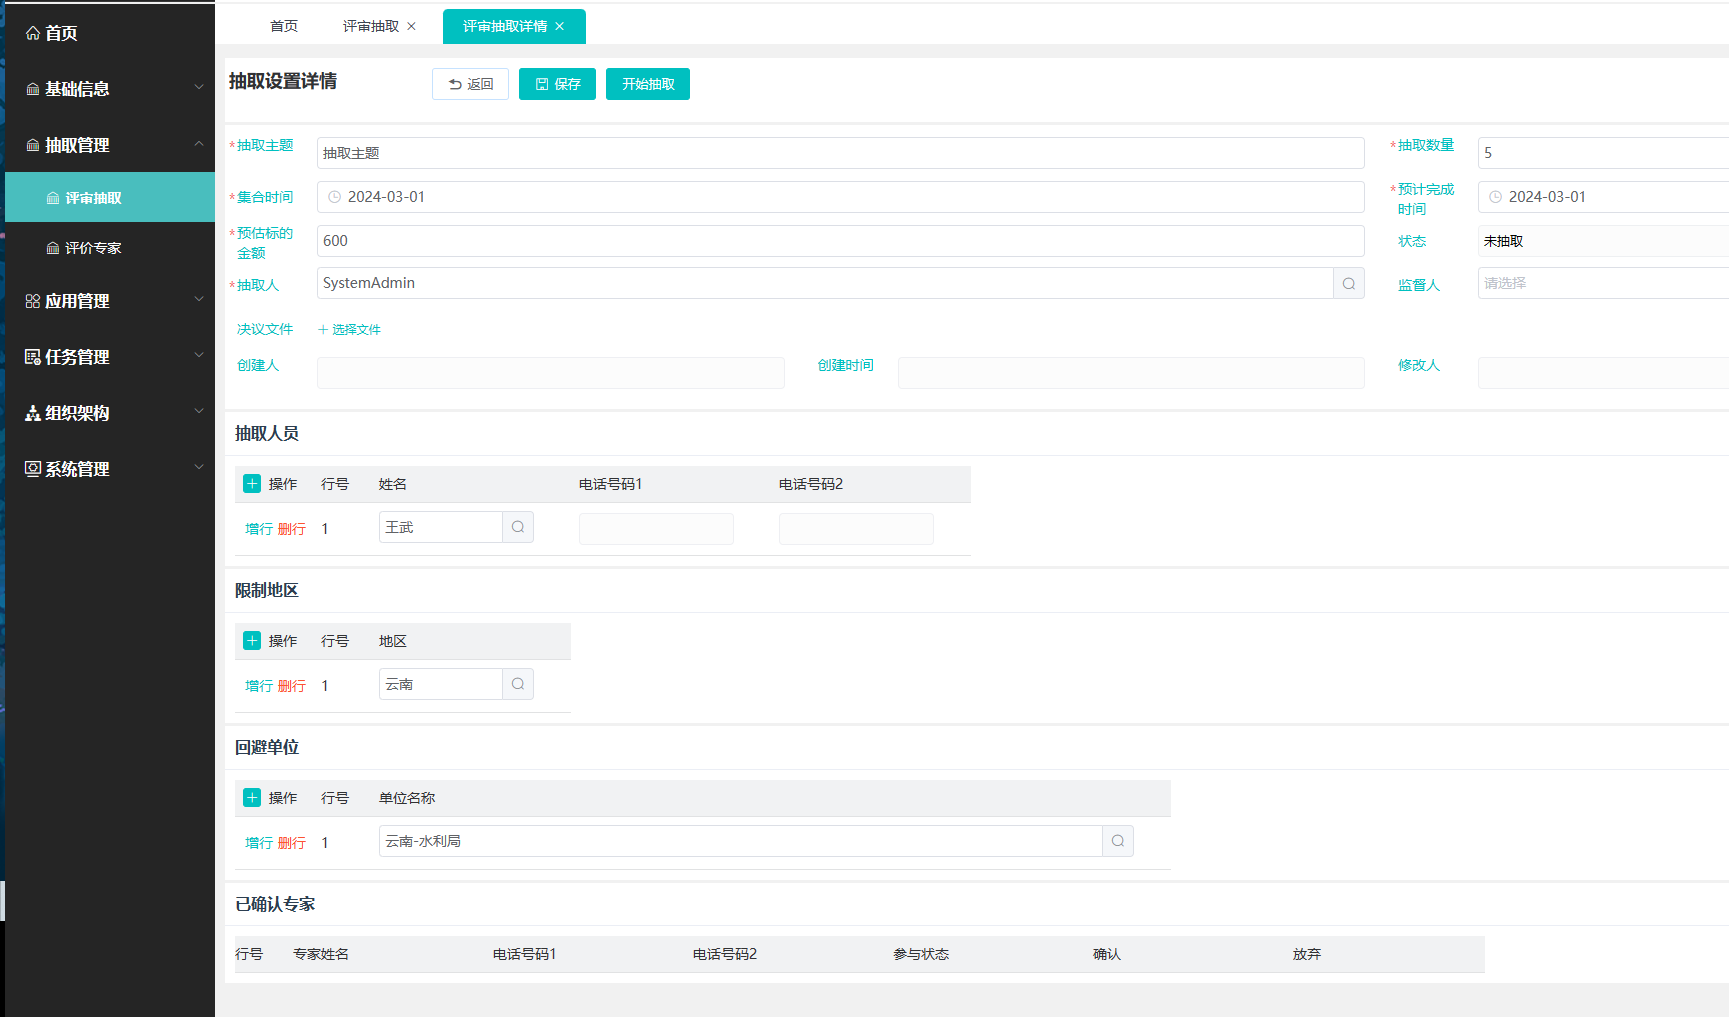 首页
基础信息
抽取管理
评审抽取
评价专家
应用管理
任务管理
组织架构
系统管理
首页 评审抽取 × 评审抽取详情 ×
抽取设置详情 返回 保存 开始抽取
*抽取主题 抽取主题 *抽取数量 5
*集合时间 2024-03-01 *预计完成时间 2024-03-01
*预估标的金额 600 状态 未抽取
*抽取人 SystemAdmin 监督人 请选择
决议文件 + 选择文件
创建人 创建时间 修改人
抽取人员
+ 操作 行号 姓名 电话号码1 电话号码2
增行 删行 1 王武
限制地区
+ 操作 行号 地区
增行 删行 1 云南
回避单位
+ 操作 行号 单位名称
增行 删行 1 云南-水利局
已确认专家
行号 专家姓名 电话号码1 电话号码2 参与状态 确认 放弃